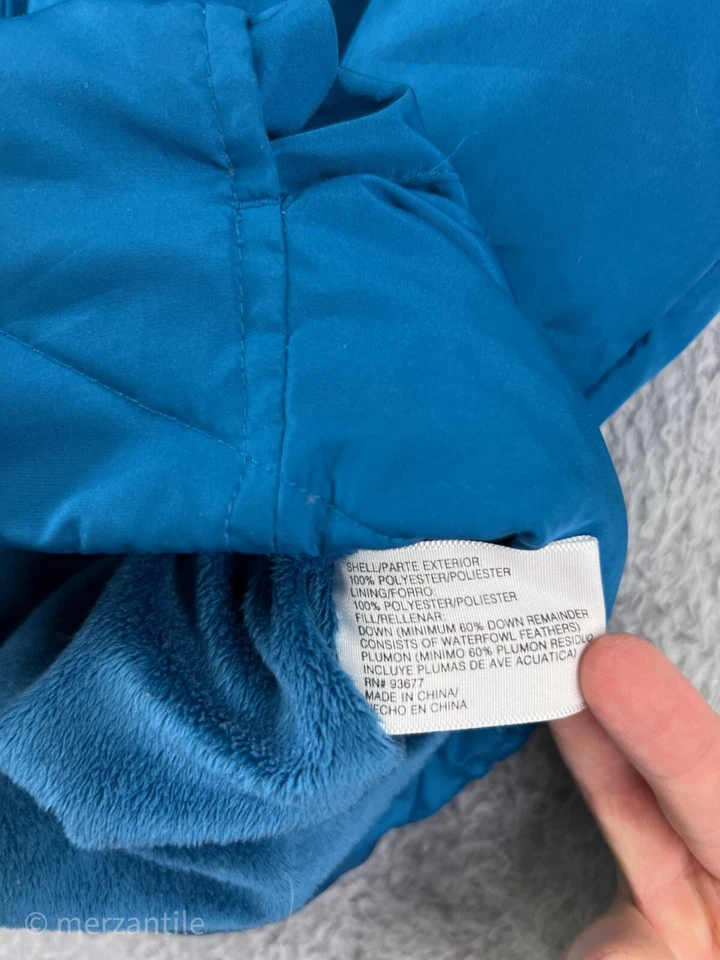 SHELL/PARTE EXTERIOR:
100% POLYESTER/POLIESTER
LINING/FORRO:
100% POLYESTER/POLIESTER
FILL/RELLENAR:
DOWN (MINIMUM 60% DOWN REMAINDER
CONSISTS OF WATERFOWL FEATHERS)
PLUMON (MINIMO 60% PLUMON RESIDUO
INCLUYE PLUMAS DE AVE ACUATICA)
RN# 93677
MADE IN CHINA/
ECHO EN CHINA
© merzantile